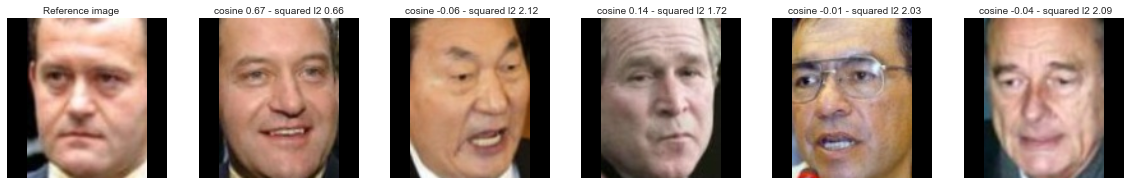 Reference image
cosine 0.67 - squared l2 0.66
cosine -0.06 - squared l2 2.12
cosine 0.14 - squared l2 1.72
cosine -0.01 - squared l2 2.03
cosine -0.04 - squared l2 2.09